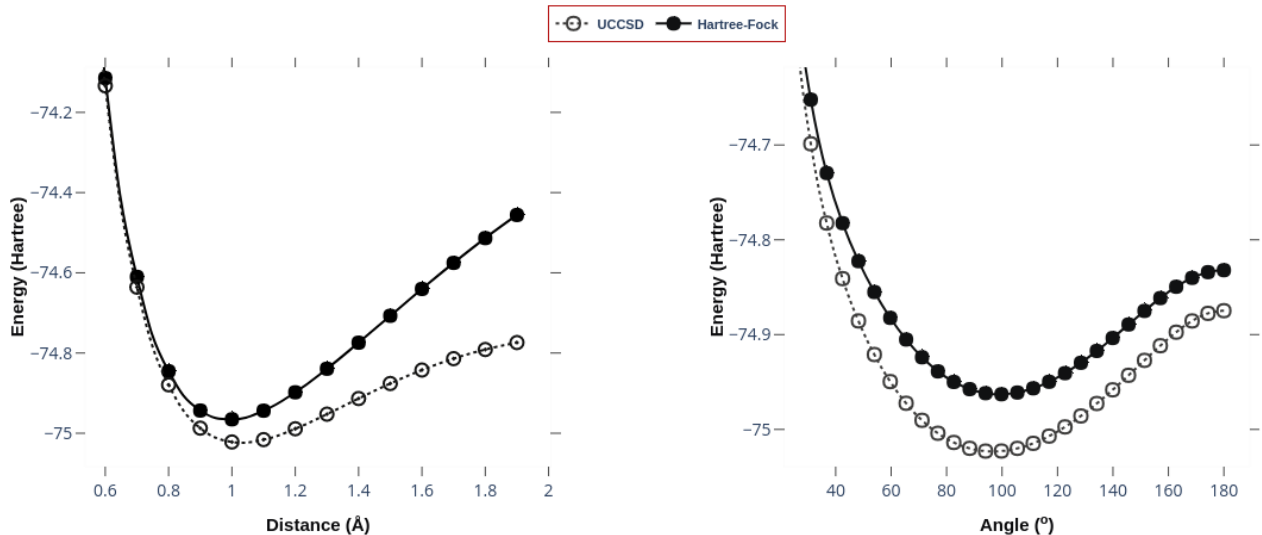 UCCSD Hartree-Fock
−74.2
−74.4
−74.6
−74.8
−75
Energy (Hartree)
0.6 0.8 1 1.2 1.4 1.6 1.8 2
Distance (Å)
−74.7
−74.8
−74.9
−75
Energy (Hartree)
40 60 80 100 120 140 160 180
Angle (º)